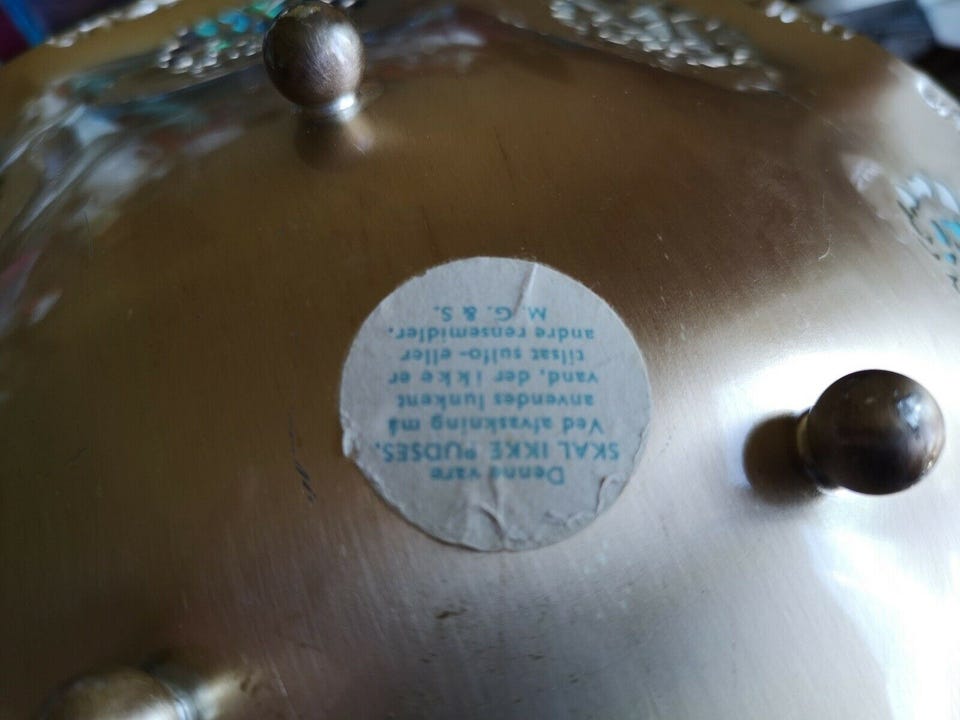 Denne vare
SKAL IKKE PUDSES.
Ved afvaskning må
anvendes lunkent
vand, der ikke er
tilsat sulfo- eller
andre rensemidler.
M. G. & S.